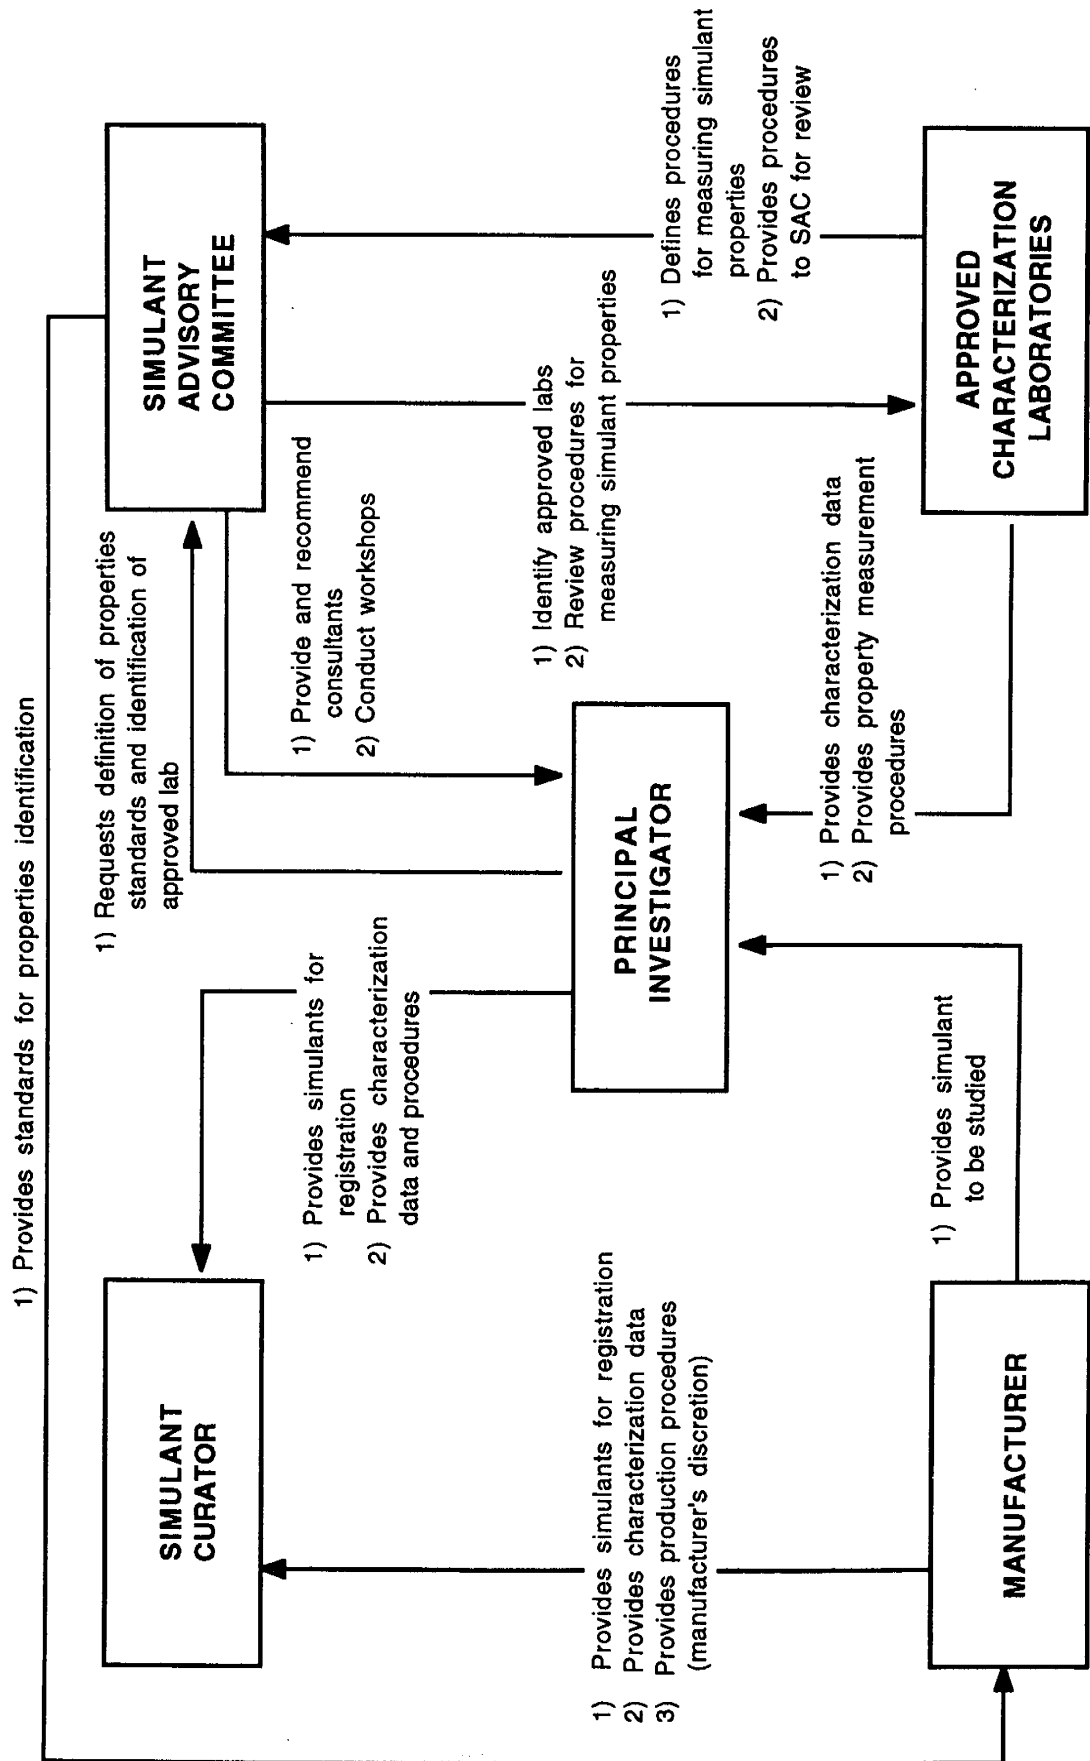 1) Provides standards for properties identification
SIMULANT
CURATOR
SIMULANT
ADVISORY
COMMITTEE
1) Requests definition of properties
standards and identification of
approved lab
1) Provides simulants for
registration
2) Provides characterization
data and procedures
1) Provide and recommend
consultants
2) Conduct workshops
1) Identify approved labs
2) Review procedures for
measuring simulant properties
1) Defines procedures
for measuring simulant
properties
2) Provides procedures
to SAC for review
PRINCIPAL
INVESTIGATOR
1) Provides simulants for registration
2) Provides characterization data
3) Provides production procedures
(manufacturer's discretion)
1) Provides simulant
to be studied
1) Provides characterization data
2) Provides property measurement
procedures
MANUFACTURER
APPROVED
CHARACTERIZATION
LABORATORIES